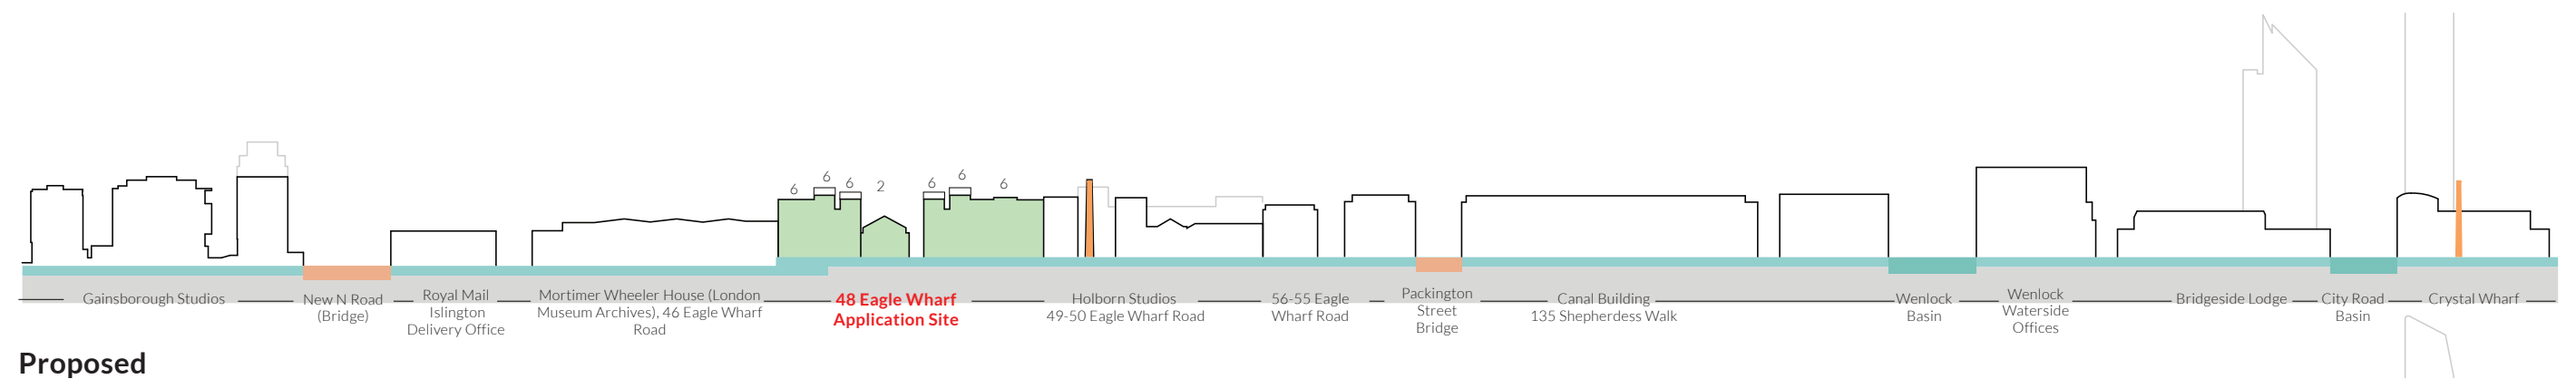 6
6
6
2
6
6
6
Gainsborough Studios
New N Road
(Bridge)
Royal Mail
Islington
Delivery Office
Mortimer Wheeler House (London
Museum Archives), 46 Eagle Wharf
Road
48 Eagle Wharf
Application Site
Holborn Studios
49-50 Eagle Wharf Road
56-55 Eagle
Wharf Road
Packington
Street
Bridge
Canal Building
135 Shepherdess Walk
Wenlock
Basin
Wenlock
Waterside
Offices
Bridgeside Lodge
City Road
Basin
Crystal Wharf
Proposed